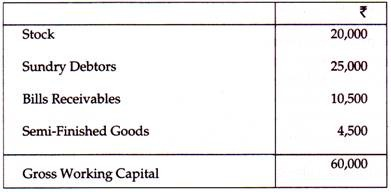 ₹
Stock 20,000
Sundry Debtors 25,000
Bills Receivables 10,500
Semi-Finished Goods 4,500
Gross Working Capital 60,000